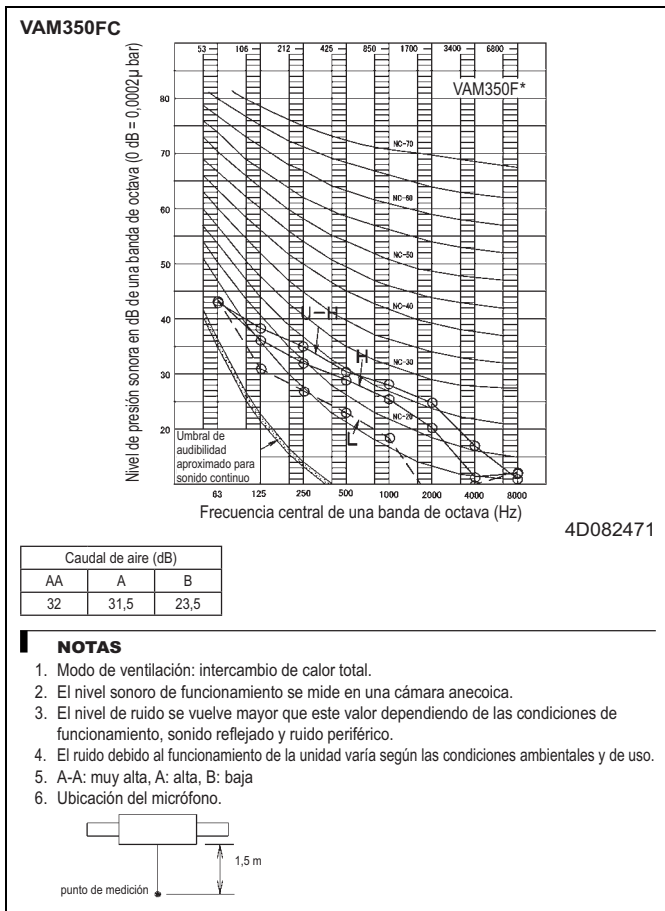 VAM350FC
53 106 212 425 850 1700 3400 6800
VAM350F*
Nivel de presión sonora en dB de una banda de octava (0 dB = 0,0002µ bar)
80
70
60
50
40
30
20
NC-70
NC-60
NC-50
NC-40
NC-30
NC-20
U-H
H
L
Umbral de
audibilidad
aproximado para
sonido continuo
63 125 250 500 1000 2000 4000 8000
Frecuencia central de una banda de octava (Hz)
4D082471
Caudal de aire (dB)
AA A B
32 31,5 23,5
NOTAS
1. Modo de ventilación: intercambio de calor total.
2. El nivel sonoro de funcionamiento se mide en una cámara anecoica.
3. El nivel de ruido se vuelve mayor que este valor dependiendo de las condiciones de
funcionamiento, sonido reflejado y ruido periférico.
4. El ruido debido al funcionamiento de la unidad varía según las condiciones ambientales y de uso.
5. A-A: muy alta, A: alta, B: baja
6. Ubicación del micrófono.
1,5 m
punto de medición